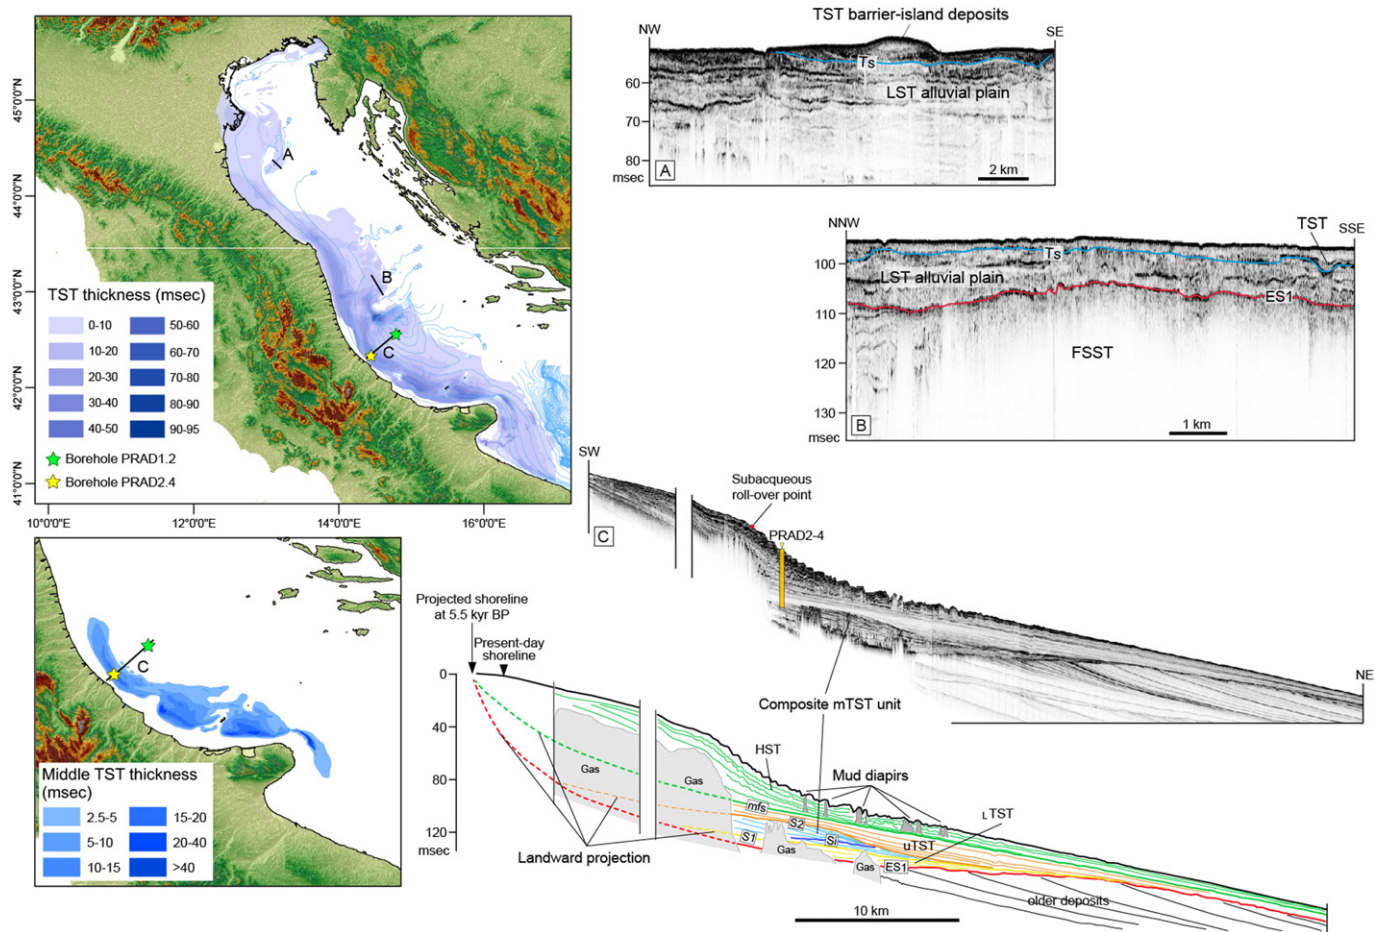 45°0'0"N
44°0'0"N
43°0'0"N
42°0'0"N
41°0'0"N
10°00'0"E
12°00'0"E
14°00'0"E
16°00'0"E
A
B
C
TST thickness (msec)
0-10
50-60
10-20
60-70
20-30
70-80
30-40
80-90
40-50
90-95
Borehole PRAD1.2
Borehole PRAD2.4
TST barrier-island deposits
NW
SE
Ts
LST alluvial plain
60
70
80
msec
A
2 km
NNW
TST
SSE
Ts
100
LST alluvial plain
ES1
110
FSST
120
130
msec
B
1 km
SW
Subacqueous
roll-over point
C
PRAD2-4
NE
C
Middle TST thickness
(msec)
2.5-5
15-20
5-10
20-40
10-15
>40
Projected shoreline
at 5.5 kyr BP
Present-day
shoreline
Composite mTST unit
0
40
80
120
msec
HST
Mud diapirs
Gas
Gas
mfs
LTST
S2
S1
Si
uTST
Gas
Landward projection
Gas
ES1
older deposits
10 km